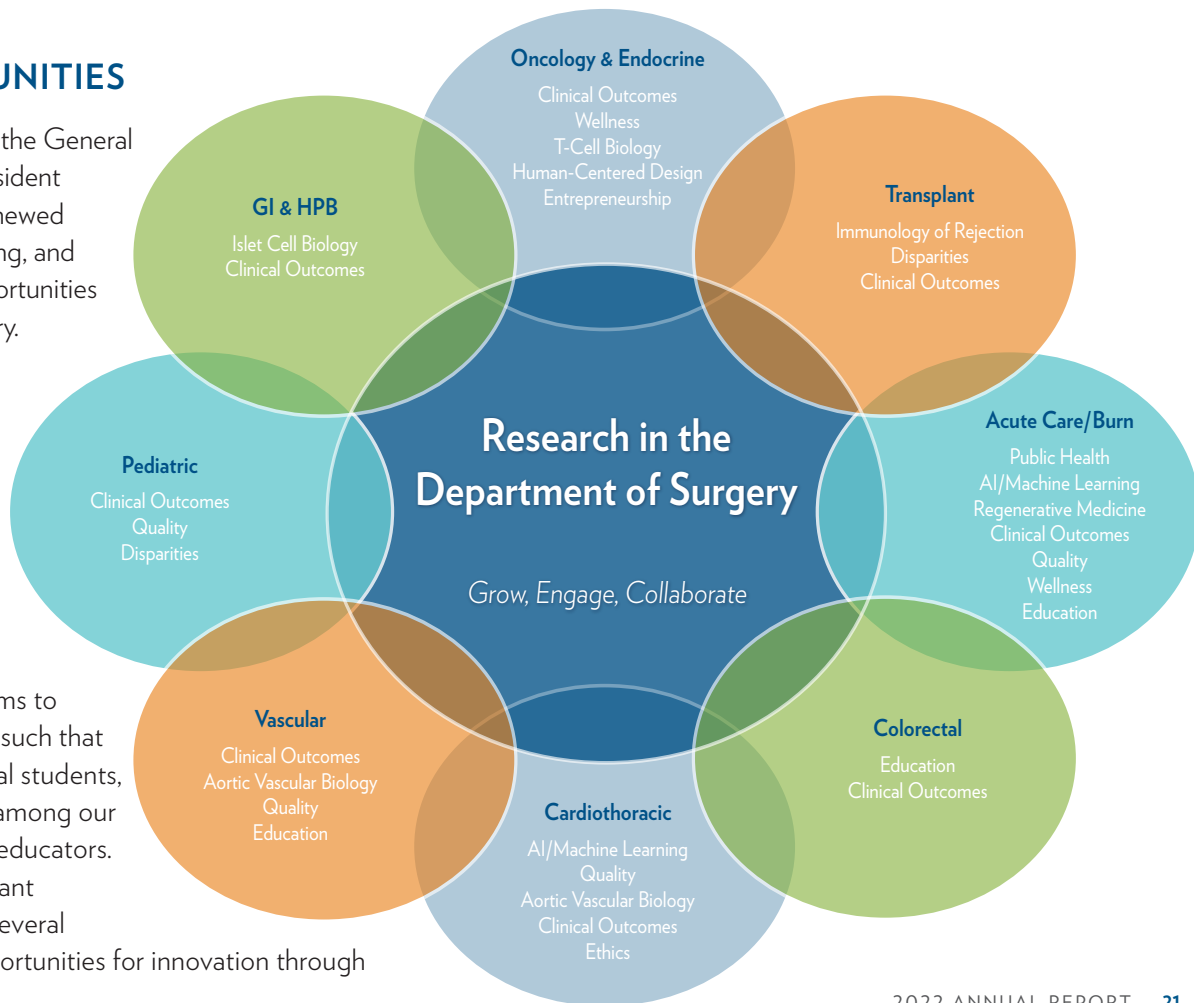 UNITIES
the General
sident
newed
ng, and
ortunities
ry.
Oncology & Endocrine
Clinical Outcomes
Wellness
T-Cell Biology
Human-Centered Design
Entrepreneurship
GI & HPB
Islet Cell Biology
Clinical Outcomes
Transplant
Immunology of Rejection
Disparities
Clinical Outcomes
Pediatric
Clinical Outcomes
Quality
Disparities
Research in the
Department of Surgery
Grow, Engage, Collaborate
Acute Care/Burn
Public Health
AI/Machine Learning
Regenerative Medicine
Clinical Outcomes
Quality
Wellness
Education
Vascular
Clinical Outcomes
Aortic Vascular Biology
Quality
Education
Cardiothoracic
AI/Machine Learning
Quality
Aortic Vascular Biology
Clinical Outcomes
Ethics
Colorectal
Education
Clinical Outcomes
ms to
such that
al students,
among our
educators.
ant
everal
ortunities for innovation through
2022 ANNUAL REPORT 21